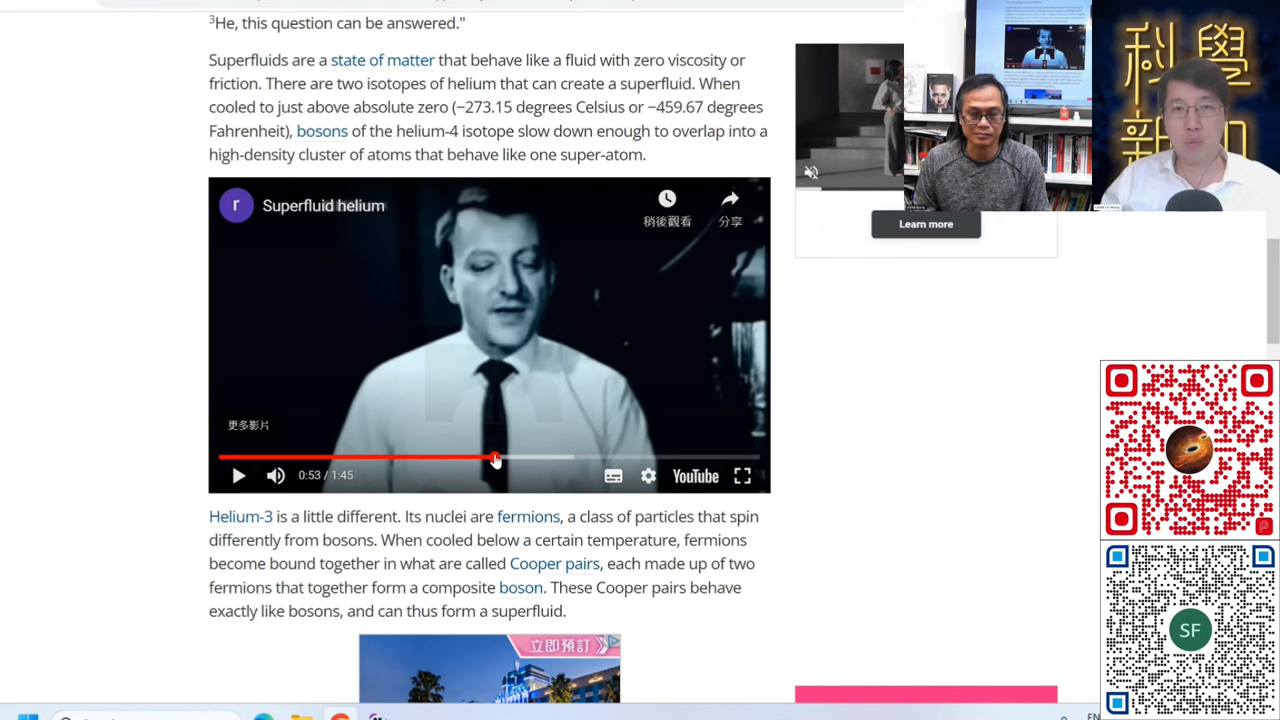 ³He, this question is now answered."
Superfluids are a state of matter that behave like a fluid with zero viscosity or
friction. There are two isotopes of helium that can create a superfluid. When
cooled to just above absolute zero (−273.15 degrees Celsius or −459.67 degrees
Fahrenheit), bosons of the helium-4 isotope slow down enough to overlap into a
high-density cluster of atoms that behave like one super-atom.
r
Superfluid helium
稍後觀看
分享
更多影片
0:53 / 1:45
YouTube
Helium-3 is a little different. Its nuclei are fermions, a class of particles that spin
differently from bosons. When cooled below a certain temperature, fermions
become bound together in what are called Cooper pairs, each made up of two
fermions that together form a composite boson. These Cooper pairs behave
exactly like bosons, and can thus form a superfluid.
立即預訂
Learn more
科學
新知
SF
EN